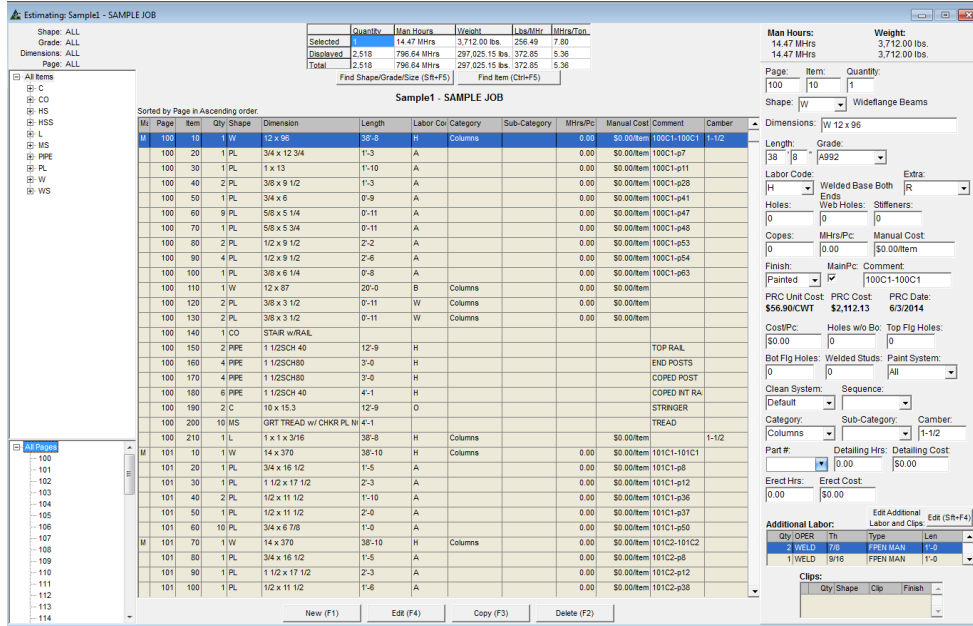 Estimating: Sample1 - SAMPLE JOB
Shape: ALL
Grade: ALL
Dimensions: ALL
Page: ALL
Quantity Man Hours Weight Lbs/MHr MHrs/Ton
Selected 1 14.47 MHrs 3,712.00 lbs. 256.49 7.80
Displayed 2,518 796.64 MHrs 297,025.15 lbs. 372.85 5.36
Total 2,518 796.64 MHrs 297,025.15 lbs. 372.85 5.36
Find Shape/Grade/Size (Sft+F5) Find Item (Ctrl+F5)
Sample1 - SAMPLE JOB
Sorted by Page in Ascending order.
All Items
C
CO
HS
HSS
L
MS
PIPE
PL
W
WS
Ma Page Item Qty Shape Dimension Length Labor Co Category Sub-Category MHrs/Pc Manual Cost Comment Camber
M 100 10 1 W 12 x 96 38'-8 H Columns 0.00 $0.00/Item 100C1-100C1 1-1/2
100 20 1 PL 3/4 x 12 3/4 1'-3 A 0.00 $0.00/Item 100C1-p7
100 30 1 PL 1 x 13 1'-10 A 0.00 $0.00/Item 100C1-p11
100 40 2 PL 3/8 x 9 1/2 1'-3 A 0.00 $0.00/Item 100C1-p28
100 50 1 PL 3/4 x 6 0'-9 A 0.00 $0.00/Item 100C1-p41
100 60 9 PL 5/8 x 5 1/4 0'-11 A 0.00 $0.00/Item 100C1-p47
100 70 1 PL 5/8 x 5 3/4 0'-11 A 0.00 $0.00/Item 100C1-p48
100 80 2 PL 1/2 x 9 1/2 2'-2 A 0.00 $0.00/Item 100C1-p53
100 90 4 PL 1/2 x 9 1/2 2'-6 A 0.00 $0.00/Item 100C1-p54
100 100 1 PL 3/8 x 6 1/4 0'-8 A 0.00 $0.00/Item 100C1-p63
100 110 1 W 12 x 87 20'-0 B Columns 0.00 $0.00/Item
100 120 2 PL 3/8 x 3 1/2 0'-11 W Columns 0.00 $0.00/Item
100 130 2 PL 3/8 x 3 1/2 0'-11 W Columns 0.00 $0.00/Item
100 140 1 CO STAIR w/RAIL
100 150 2 PIPE 1 1/2SCH 40 12'-9 H TOP RAIL
100 160 4 PIPE 1 1/2SCH80 3'-0 H END POSTS
100 170 4 PIPE 1 1/2SCH80 3'-0 H COPED POST
100 180 6 PIPE 1 1/2SCH 40 4'-1 H COPED INT RA
100 190 2 C 10 x 15.3 12'-9 O STRINGER
100 200 10 MS GRT TREAD w/ CHKR PL N 4'-1 TREAD
100 210 1 L 1 x 1 x 3/16 38'-8 H Columns $0.00/Item 1-1/2
M 101 10 1 W 14 x 370 38'-10 H Columns 0.00 $0.00/Item 101C1-101C1
101 20 1 PL 3/4 x 16 1/2 1'-5 A 0.00 $0.00/Item 101C1-p8
101 30 1 PL 1 1/2 x 17 1/2 2'-3 A 0.00 $0.00/Item 101C1-p12
101 40 2 PL 1/2 x 11 1/2 1'-10 A 0.00 $0.00/Item 101C1-p36
101 50 1 PL 1/2 x 11 1/2 2'-0 A 0.00 $0.00/Item 101C1-p37
101 60 10 PL 3/4 x 6 7/8 1'-0 A 0.00 $0.00/Item 101C1-p50
M 101 70 1 W 14 x 370 38'-10 H Columns 0.00 $0.00/Item 101C2-101C2
101 80 1 PL 3/4 x 16 1/2 1'-5 A 0.00 $0.00/Item 101C2-p8
101 90 1 PL 1 1/2 x 17 1/2 2'-3 A 0.00 $0.00/Item 101C2-p12
101 100 1 PL 1/2 x 11 1/2 1'-6 A 0.00 $0.00/Item 101C2-p38
All Pages
100
101
102
103
104
105
106
107
108
109
110
111
112
113
114
New (F1) Edit (F4) Copy (F3) Delete (F2)
Man Hours: Weight:
14.47 MHrs 3,712.00 lbs.
14.47 MHrs 3,712.00 lbs.
Page: Item: Quantity:
100 10 1
Shape: W Wideflange Beams
Dimensions: W 12 x 96
Length: Grade:
38 ' 8 " A992
Labor Code: Extra:
H Welded Base Both Ends R
Holes: Web Holes: Stiffeners:
0 0 0
Copes: MHrs/Pc: Manual Cost:
0 0.00 $0.00/Item
Finish: MainPc: Comment:
Painted 100C1-100C1
PRC Unit Cost PRC Cost: PRC Date:
$56.90/CWT $2,112.13 6/3/2014
Cost/Pc: Holes w/o Bo: Top Flg Holes:
$0.00 0 0
Bot Flg Holes: Welded Studs: Paint System:
0 0 All
Clean System: Sequence:
Default
Category: Sub-Category: Camber:
Columns 1-1/2
Part #: Detailing Hrs: Detailing Cost:
0.00 $0.00
Erect Hrs: Erect Cost:
0.00 $0.00
Additional Labor: Edit Additional Labor and Clips: Edit (Sft+F4)
Qty OPER Th Type Len
2 WELD 7/8 FPEN MAN 1'-0
1 WELD 9/16 FPEN MAN 1'-0
Clips:
Qty Shape Clip Finish